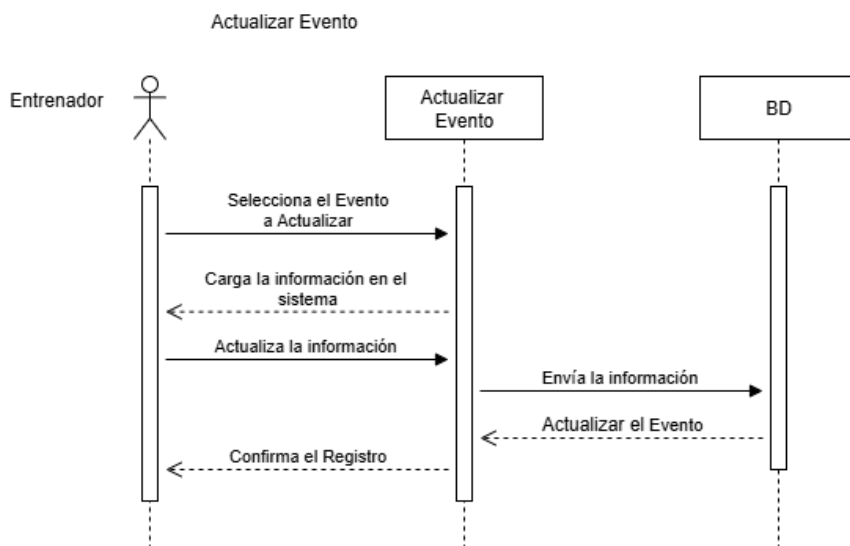 Actualizar Evento
Entrenador
Actualizar
Evento
BD
Selecciona el Evento
a Actualizar
Carga la información en el
sistema
Actualiza la información
Envía la información
Actualizar el Evento
Confirma el Registro